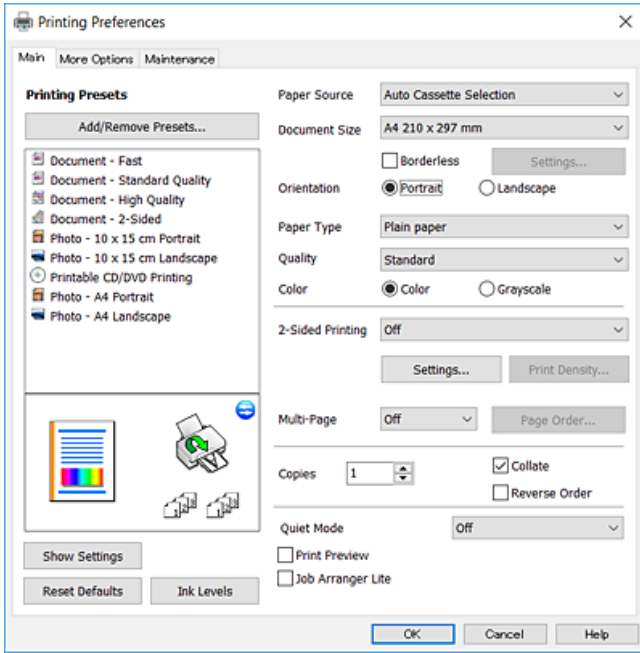 Printing Preferences
Main More Options Maintenance
Printing Presets
Add/Remove Presets...
Document - Fast
Document - Standard Quality
Document - High Quality
Document - 2-Sided
Photo - 10 x 15 cm Portrait
Photo - 10 x 15 cm Landscape
Printable CD/DVD Printing
Photo - A4 Portrait
Photo - A4 Landscape
Show Settings
Reset Defaults Ink Levels
Paper Source Auto Cassette Selection
Document Size A4 210 x 297 mm
Borderless Settings...
Orientation Portrait Landscape
Paper Type Plain paper
Quality Standard
Color Color Grayscale
2-Sided Printing Off
Settings... Print Density...
Multi-Page Off Page Order...
Copies 1 Collate
Reverse Order
Quiet Mode Off
Print Preview
Job Arranger Lite
OK Cancel Help